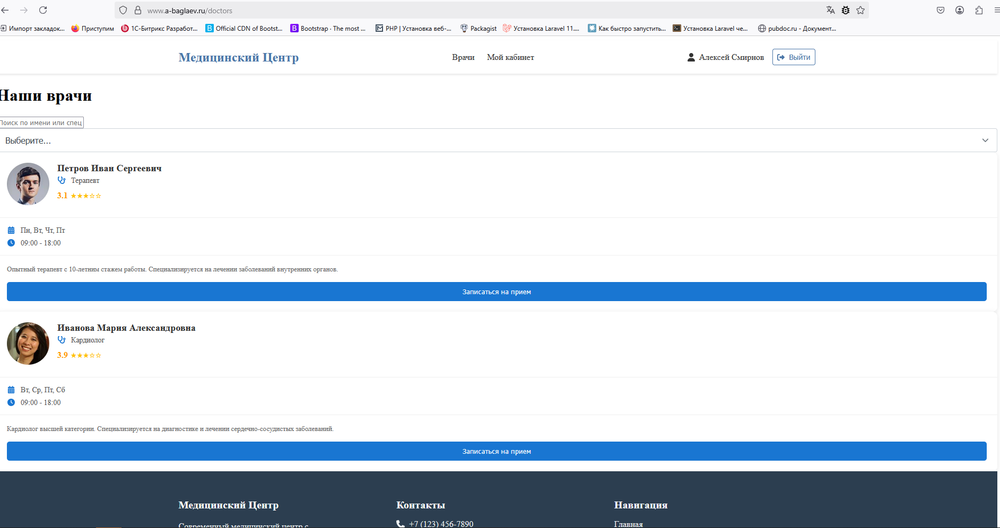 www.a-baglaev.ru/doctors
Импорт закладок... Приступим 1С-Битрикс Разработ... Official CDN of Bootst... Bootstrap · The most ... PHP | Установка веб-... Packagist Установка Laravel 11.... Как быстро запустить... Установка Laravel че... pubdoc.ru - Документ...
Медицинский Центр Врачи Мой кабинет Алексей Смирнов Выйти
Наши врачи
Поиск по имени или спец
Выберите...
Петров Иван Сергеевич
Терапевт
3.1 ★★★☆☆
Пн, Вт, Чт, Пт
09:00 - 18:00
Опытный терапевт с 10-летним стажем работы. Специализируется на лечении заболеваний внутренних органов.
Записаться на прием
Иванова Мария Александровна
Кардиолог
3.9 ★★★☆☆
Вт, Ср, Пт, Сб
09:00 - 18:00
Кардиолог высшей категории. Специализируется на диагностике и лечении сердечно-сосудистых заболеваний.
Записаться на прием
Медицинский Центр Контакты Навигация
Современный медицинский центр с +7 (123) 456-7890 Главная